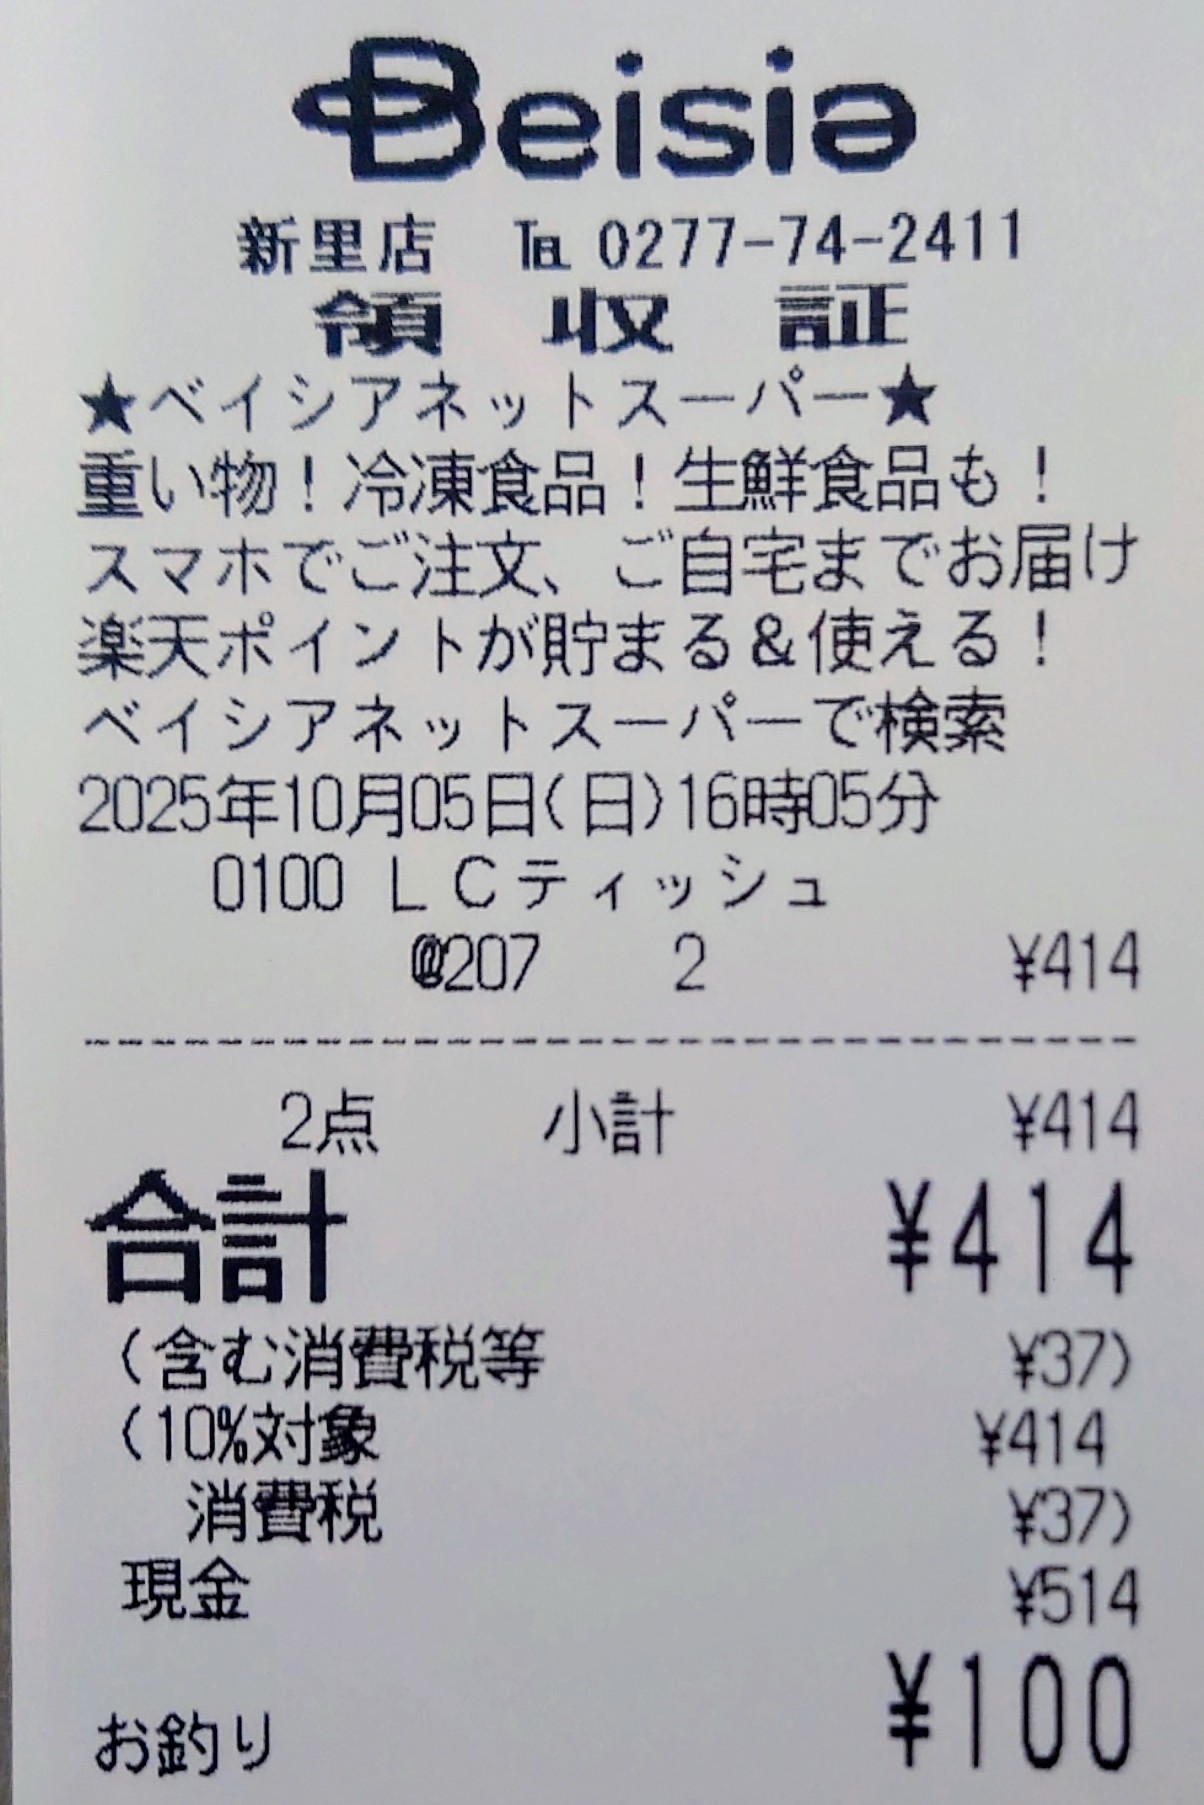 Beisia
新里店 ℡ 0277-74-2411
領 収 証
★ベイシアネットスーパー★
重い物！冷凍食品！生鮮食品も！
スマホでご注文、ご自宅までお届け
楽天ポイントが貯まる＆使える！
ベイシアネットスーパーで検索
2025年10月05日(日)16時05分
0100 ＬＣティッシュ
@207 2 ¥414
--------------------------------
2点 小計 ¥414
合計 ¥414
(含む消費税等 ¥37)
(10%対象 ¥414
消費税 ¥37)
現金 ¥514
お釣り ¥100